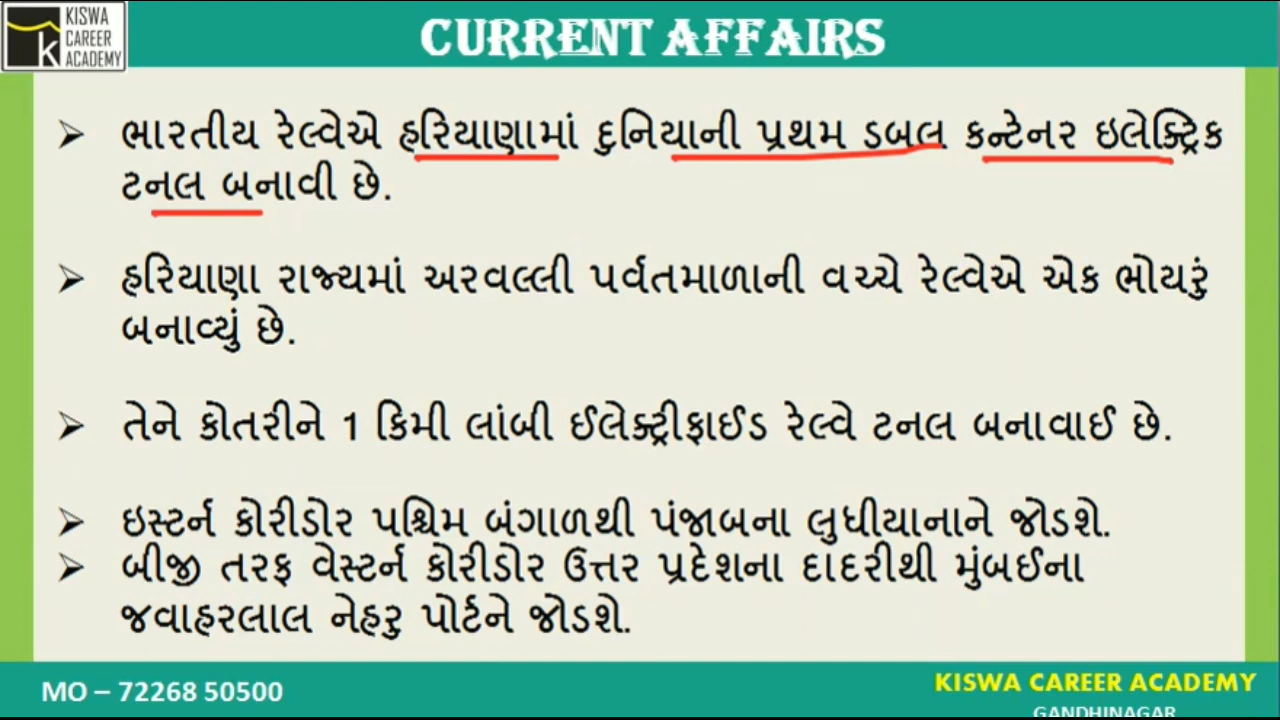 KISWA
CAREER
ACADEMY
CURRENT AFFAIRS
➢ ભારતીય રેલ્વેએ હરિયાણામાં દુનિયાની પ્રથમ ડબલ કન્ટેનર ઇલેક્ટ્રિક
ટનલ બનાવી છે.
➢ હરિયાણા રાજ્યમાં અરવલ્લી પર્વતમાળાની વચ્ચે રેલ્વેએ એક ભોયરું
બનાવ્યું છે.
➢ તેને કોતરીને 1 કિમી લાંબી ઈલેક્ટ્રીફાઈડ રેલ્વે ટનલ બનાવાઈ છે.
➢ ઇસ્ટર્ન કોરીડોર પશ્ચિમ બંગાળથી પંજાબના લુધીયાનાને જોડશે.
➢ બીજી તરફ વેસ્ટર્ન કોરીડોર ઉત્તર પ્રદેશના દાદરીથી મુંબઈના
જવાહરલાલ નેહરુ પોર્ટને જોડશે.
MO – 72268 50500
KISWA CAREER ACADEMY
GANDHINAGAR